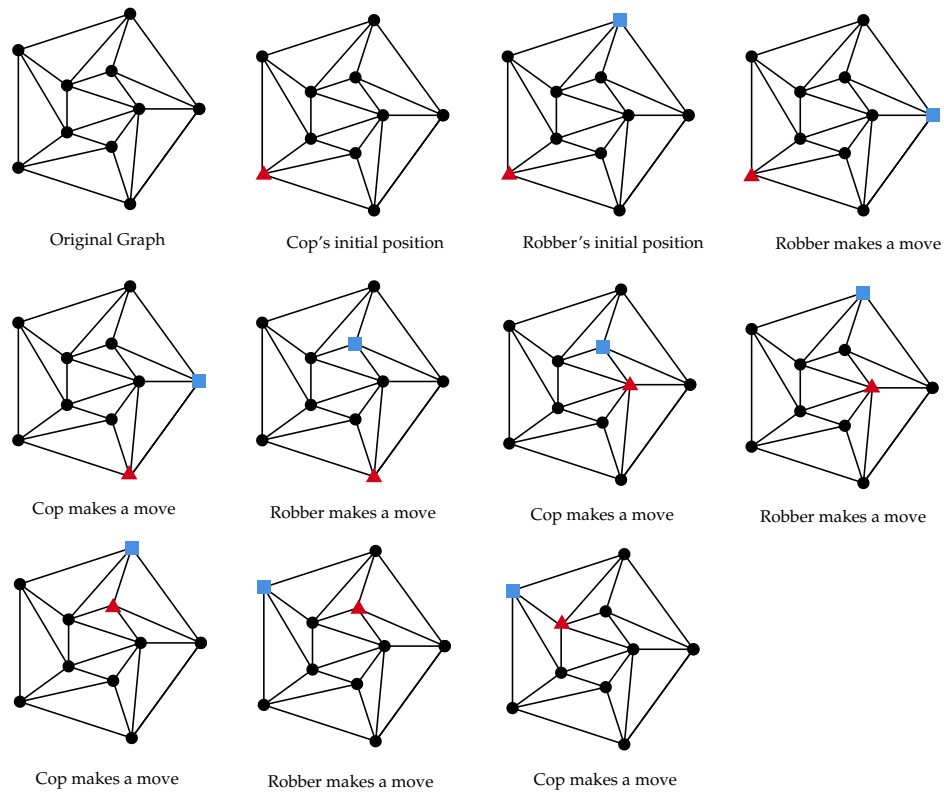 Original Graph
Cop's initial position
Robber's initial position
Robber makes a move
Cop makes a move
Robber makes a move
Cop makes a move
Robber makes a move
Cop makes a move
Robber makes a move
Cop makes a move